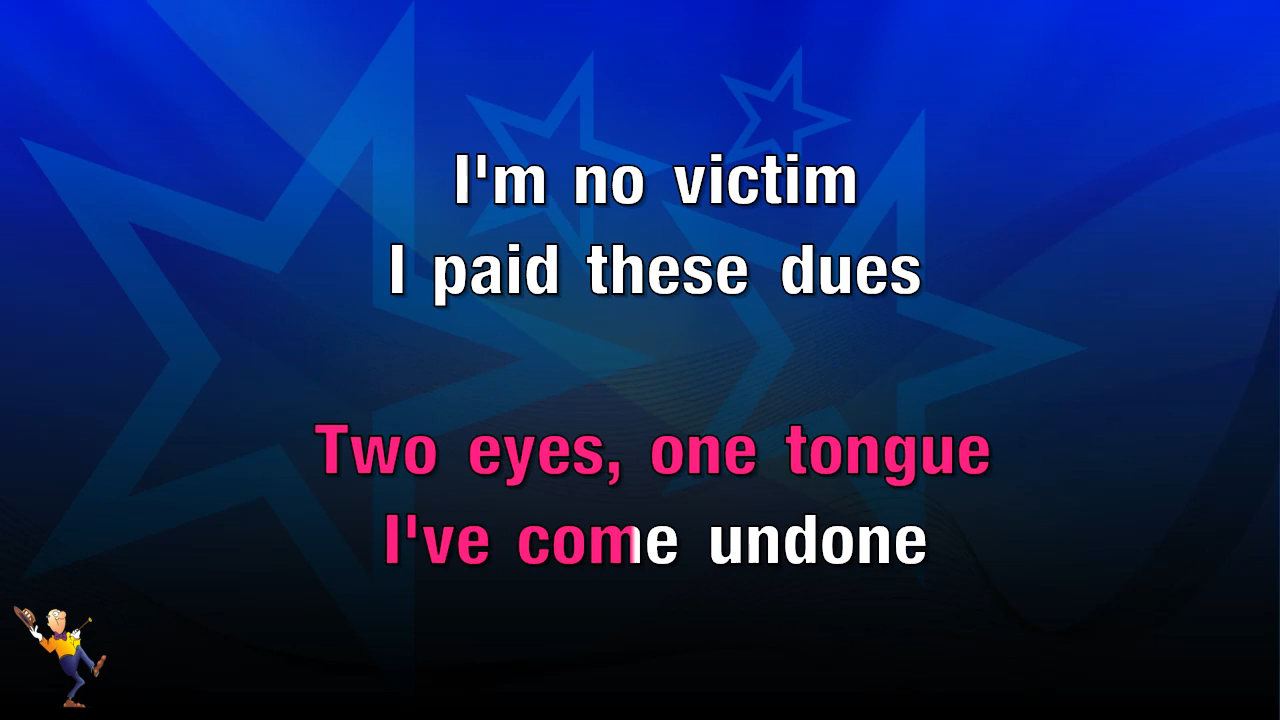 I'm no victim
I paid these dues
Two eyes, one tongue
I've come undone